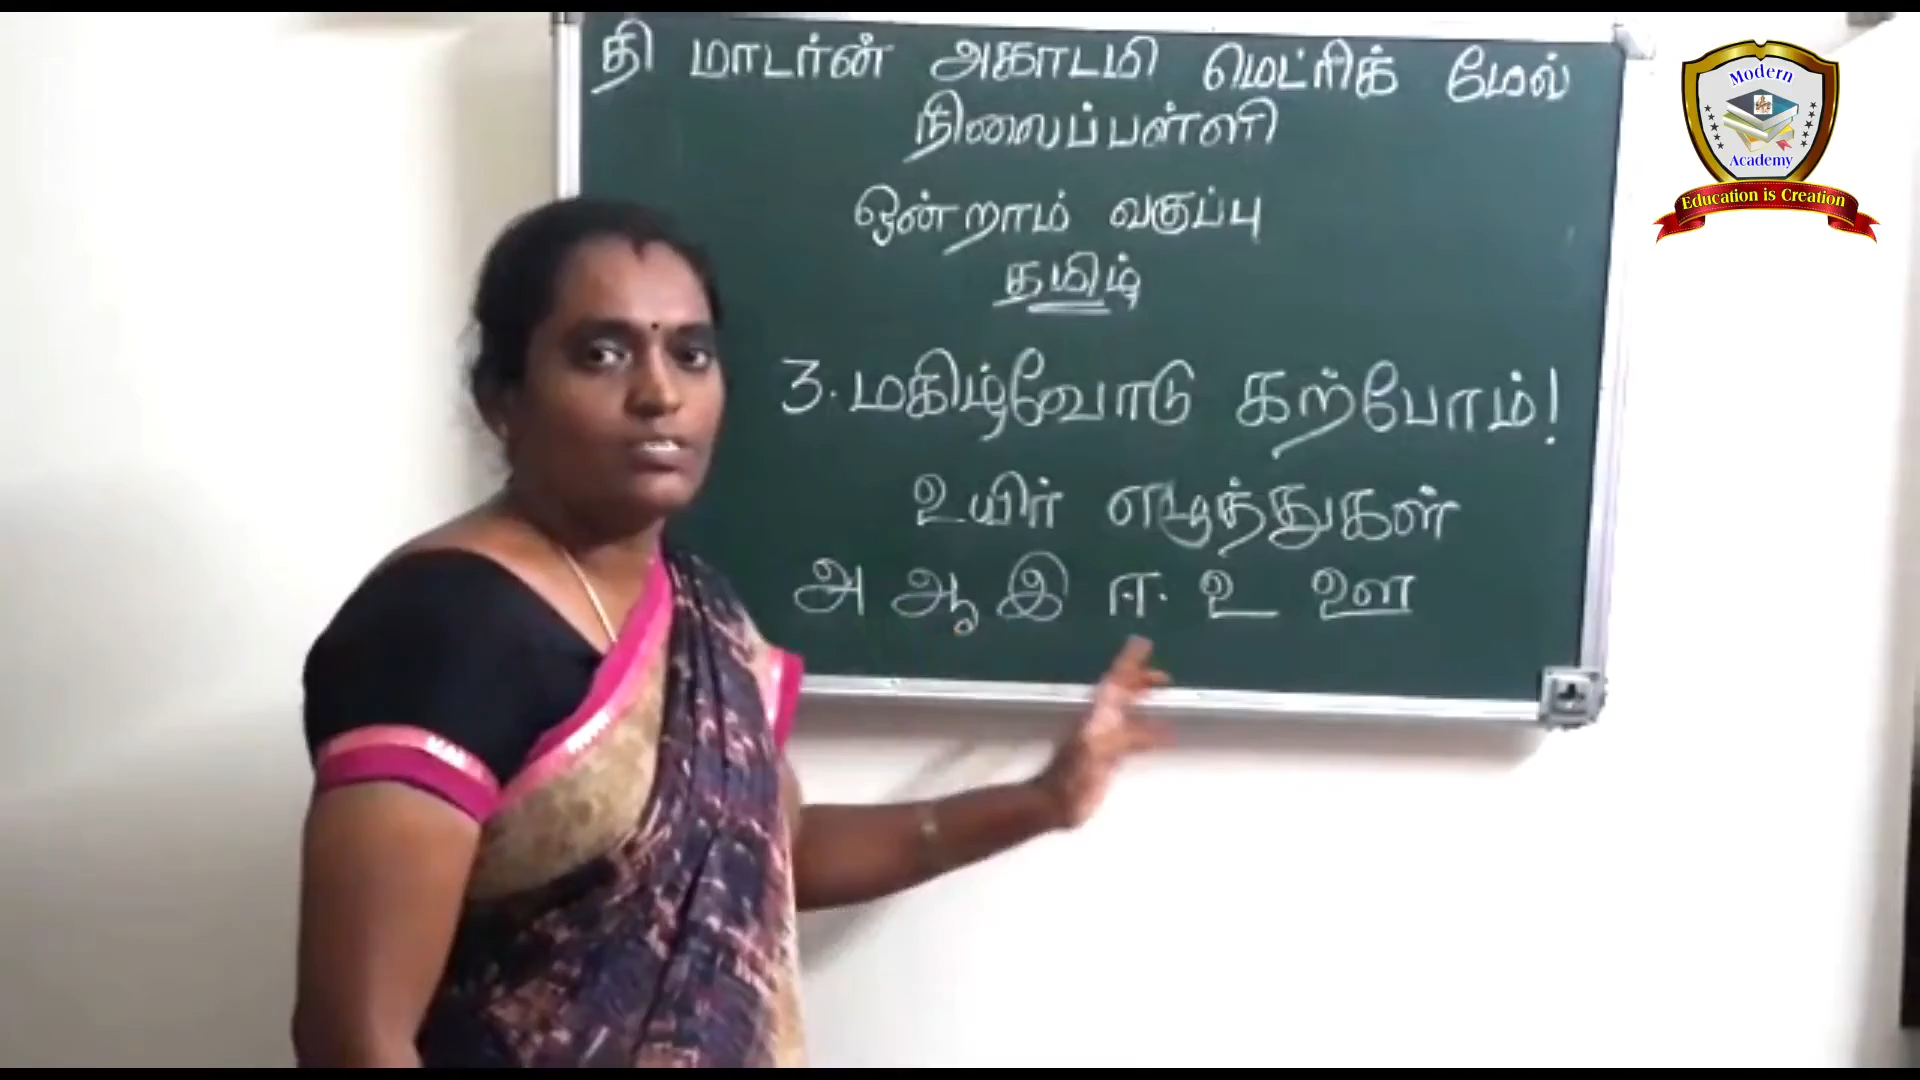 தி மாடர்ன் அகாடமி மெட்ரிக் மேல்
நிலைப்பள்ளி
ஒன்றாம் வகுப்பு
தமிழ்
3. மகிழ்வோடு கற்போம்!
உயிர் எழுத்துகள்
அ ஆ இ ஈ உ ஊ
Modern
Academy
Education is Creation